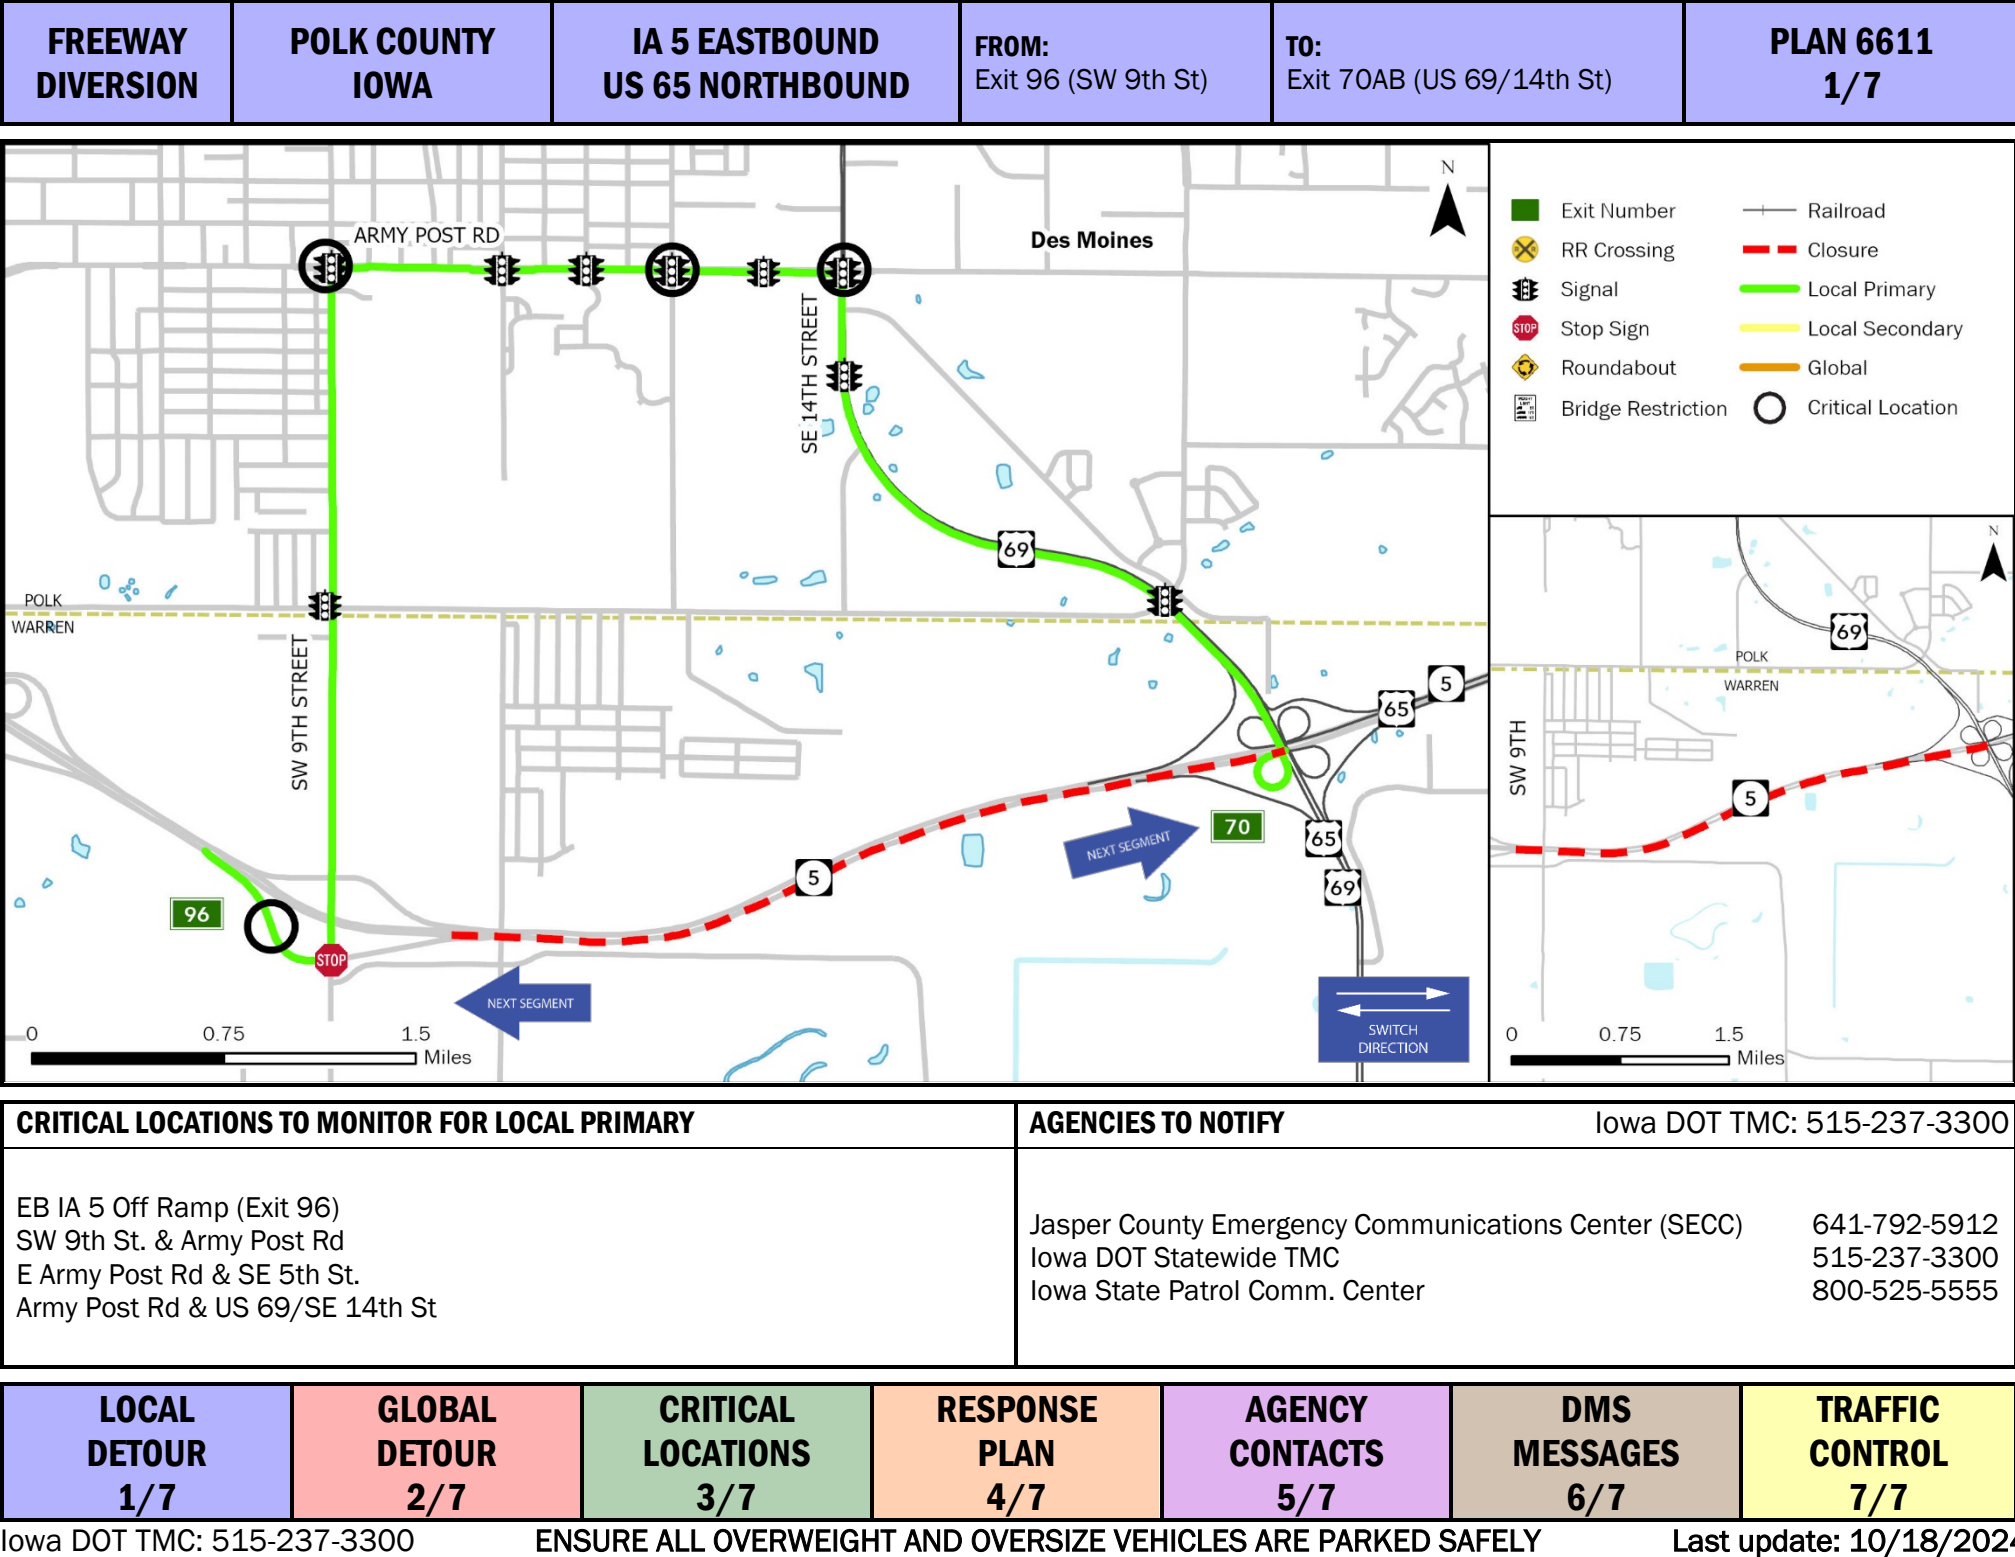 FREEWAY
DIVERSION
POLK COUNTY
IOWA
IA 5 EASTBOUND
US 65 NORTHBOUND
FROM:
Exit 96 (SW 9th St)
TO:
Exit 70AB (US 69/14th St)
PLAN 6611
1/7
ARMY POST RD
Des Moines
N
SE 14TH STREET
69
POLK
WARREN
SW 9TH STREET
5
65
5
70
NEXT SEGMENT
65
69
96
STOP
NEXT SEGMENT
SWITCH
DIRECTION
0 0.75 1.5
Miles
Exit Number
RR Crossing
Signal
STOP Stop Sign
Roundabout
Bridge Restriction
Railroad
Closure
Local Primary
Local Secondary
Global
Critical Location
N
69
POLK
WARREN
SW 9TH
5
0 0.75 1.5
Miles
CRITICAL LOCATIONS TO MONITOR FOR LOCAL PRIMARY
EB IA 5 Off Ramp (Exit 96)
SW 9th St. & Army Post Rd
E Army Post Rd & SE 5th St.
Army Post Rd & US 69/SE 14th St
AGENCIES TO NOTIFY Iowa DOT TMC: 515-237-3300
Jasper County Emergency Communications Center (SECC) 641-792-5912
Iowa DOT Statewide TMC 515-237-3300
Iowa State Patrol Comm. Center 800-525-5555
LOCAL
DETOUR
1/7
GLOBAL
DETOUR
2/7
CRITICAL
LOCATIONS
3/7
RESPONSE
PLAN
4/7
AGENCY
CONTACTS
5/7
DMS
MESSAGES
6/7
TRAFFIC
CONTROL
7/7
Iowa DOT TMC: 515-237-3300 ENSURE ALL OVERWEIGHT AND OVERSIZE VEHICLES ARE PARKED SAFELY Last update: 10/18/202